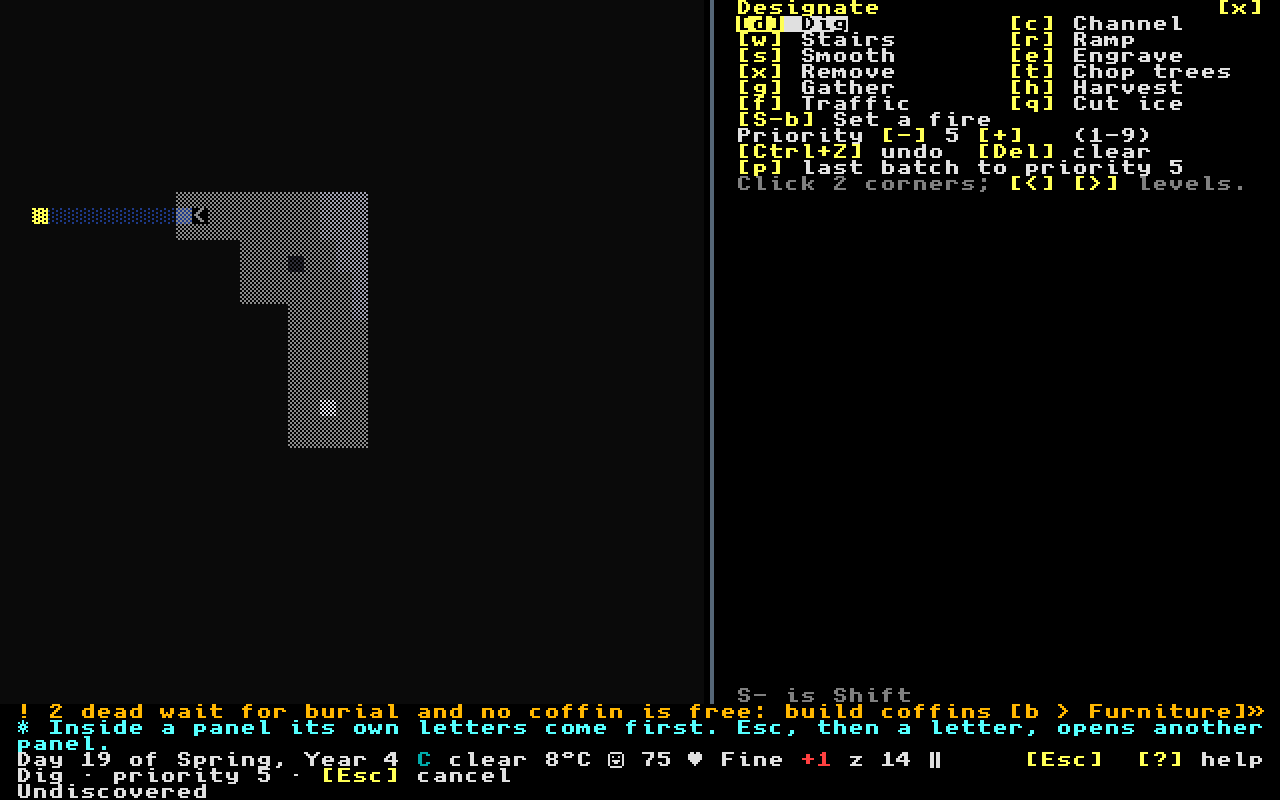 Designate [x]
[d] Dig [c] Channel
[w] Stairs [r] Ramp
[s] Smooth [e] Engrave
[x] Remove [t] Chop trees
[g] Gather [h] Harvest
[f] Traffic [q] Cut ice
[S-b] Set a fire
Priority [-] 5 [+] (1-9)
[Ctrl+Z] undo [Del] clear
[p] last batch to priority 5
Click 2 corners; [<] [>] levels.
<
S- is Shift
! 2 dead wait for burial and no coffin is free: build coffins [b > Furniture]»
* Inside a panel its own letters come first. Esc, then a letter, opens another
panel.
Day 19 of Spring, Year 4 C clear 8°C ☺ 75 ♥ Fine +1 z 14 ‖ [Esc] [?] help
Dig · priority 5 · [Esc] cancel
Undiscovered